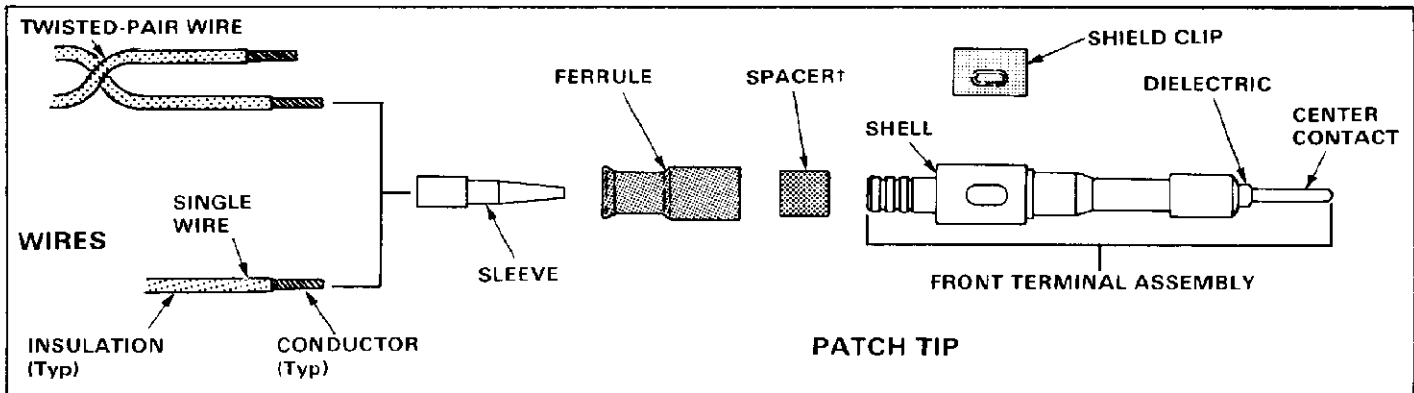 TWISTED-PAIR WIRE
SHIELD CLIP
FERRULE
SPACER†
DIELECTRIC
CENTER
CONTACT
SHELL
SINGLE
WIRE
WIRES
SLEEVE
FRONT TERMINAL ASSEMBLY
INSULATION
(Typ)
CONDUCTOR
(Typ)
PATCH TIP